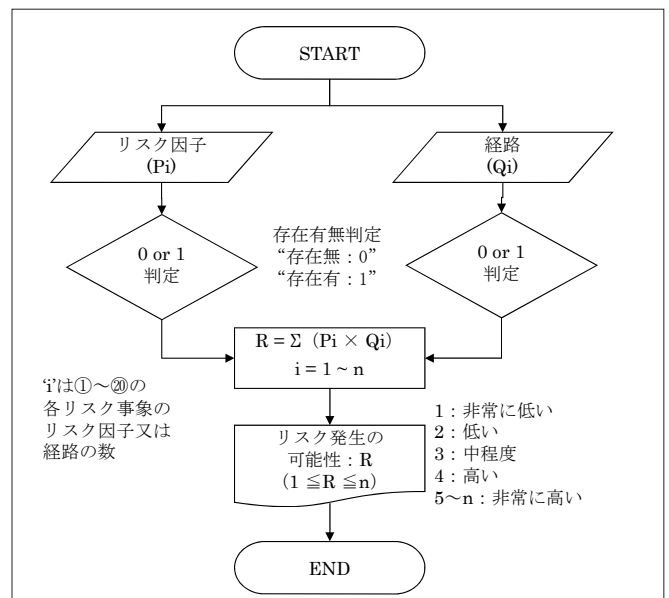 START
リスク因子
(Pi)
経路
(Qi)
0 or 1
判定
存在有無判定
“存在無：0”
“存在有：1”
0 or 1
判定
R = Σ（Pi × Qi）
i = 1 ~ n
‘i’は①～⑳の
各リスク事象の
リスク因子又は
経路の数
リスク発生の
可能性：R
（1 ≦R ≦n）
1：非常に低い
2：低い
3：中程度
4：高い
5～n：非常に高い
END